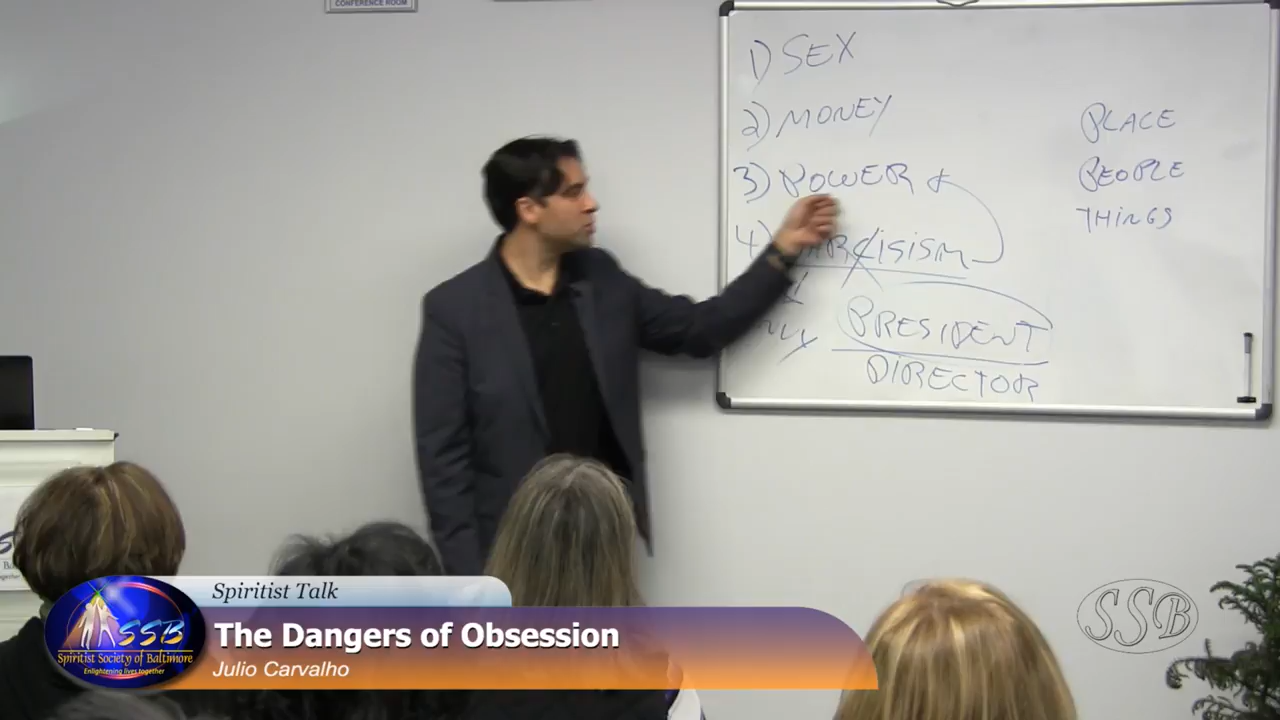 CONFERENCE ROOM
1) SEX
2) MONEY
3) POWER
4)
PRESIDENT
DIRECTOR
PLACE
PEOPLE
THINGS
Spiritist Talk
The Dangers of Obsession
Julio Carvalho
SSB
Spiritist Society of Baltimore
Enlightening lives together
SSB